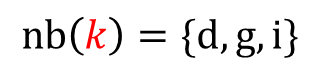 nb(k) = {d,g,i}